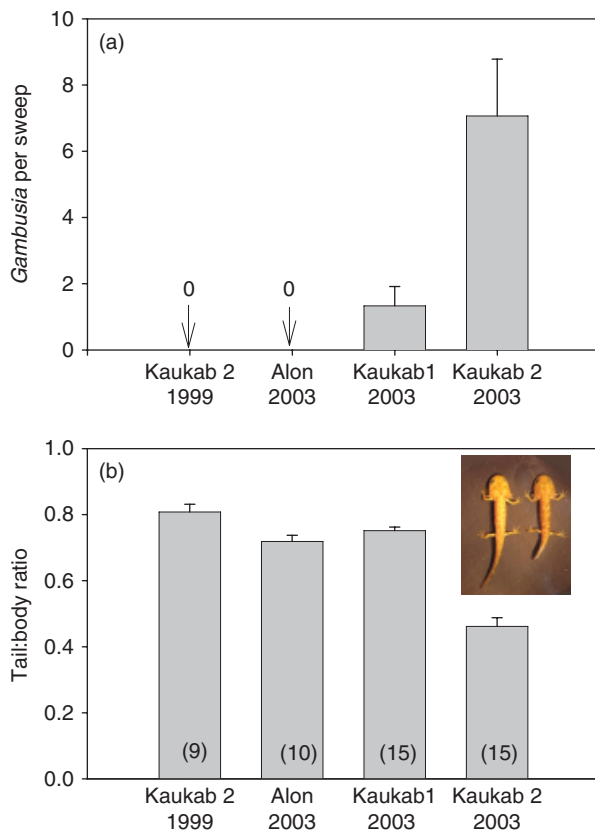 (a)
Gambusia per sweep
10
8
6
4
2
0
0
0
Kaukab 2
1999
Alon
2003
Kaukab1
2003
Kaukab 2
2003
(b)
Tail:body ratio
1.0
0.8
0.6
0.4
0.2
0.0
(9)
(10)
(15)
(15)
Kaukab 2
1999
Alon
2003
Kaukab1
2003
Kaukab 2
2003